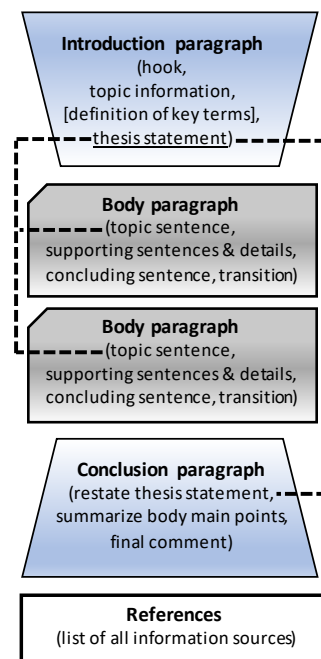 Introduction paragraph
(hook,
topic information,
[definition of key terms],
thesis statement)
Body paragraph
(topic sentence,
supporting sentences & details,
concluding sentence, transition)
Body paragraph
(topic sentence,
supporting sentences & details,
concluding sentence, transition)
Conclusion paragraph
(restate thesis statement,
summarize body main points,
final comment)
References
(list of all information sources)